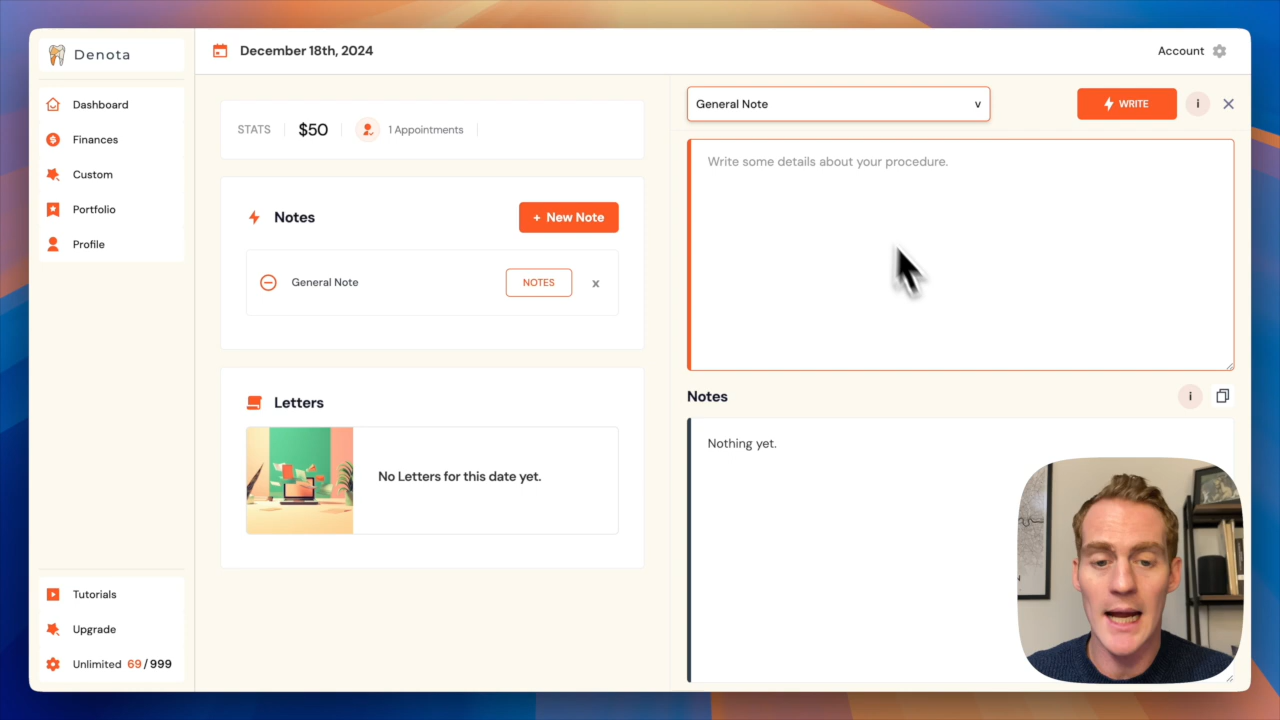 Denota
December 18th, 2024
Account
Dashboard
Finances
Custom
Portfolio
Profile
STATS $50 1 Appointments
Notes
+ New Note
General Note NOTES x
Letters
No Letters for this date yet.
General Note v
WRITE i
Write some details about your procedure.
Notes i
Nothing yet.
Tutorials
Upgrade
Unlimited 69/999